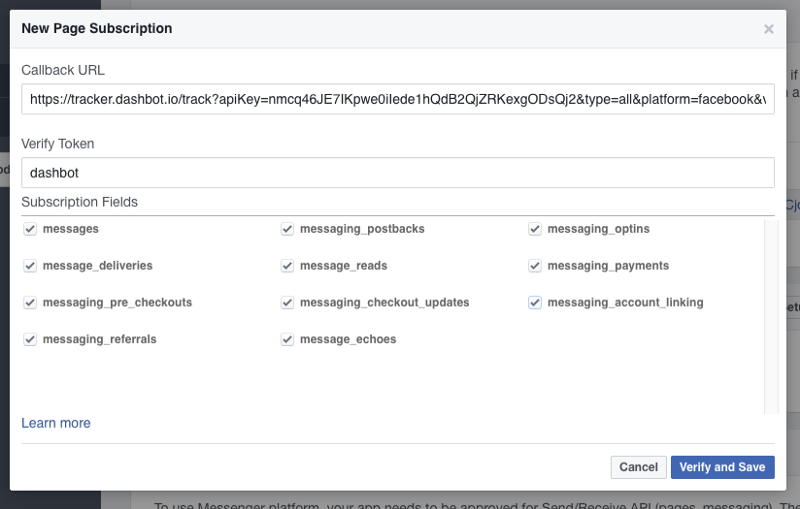 New Page Subscription
×
Callback URL
https://tracker.dashbot.io/track?apiKey=nmcq46JE7IKpwe0iIede1hQdB2QjZRKexgODsQj2&type=all&platform=facebook&v
Verify Token
dashbot
Subscription Fields
messages messaging_postbacks messaging_optins
message_deliveries message_reads messaging_payments
messaging_pre_checkouts messaging_checkout_updates messaging_account_linking
messaging_referrals message_echoes
Learn more
Cancel Verify and Save
To use Messenger platform, your app needs to be approved for Send/Receive API (pages_messaging). The